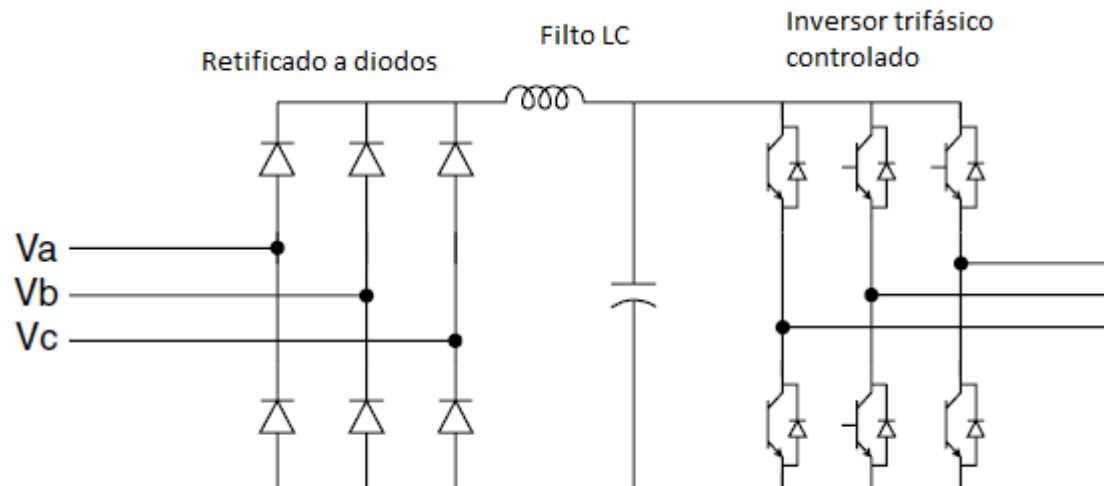 Retificado a diodos
Filto LC
Inversor trifásico
controlado
Va
Vb
Vc